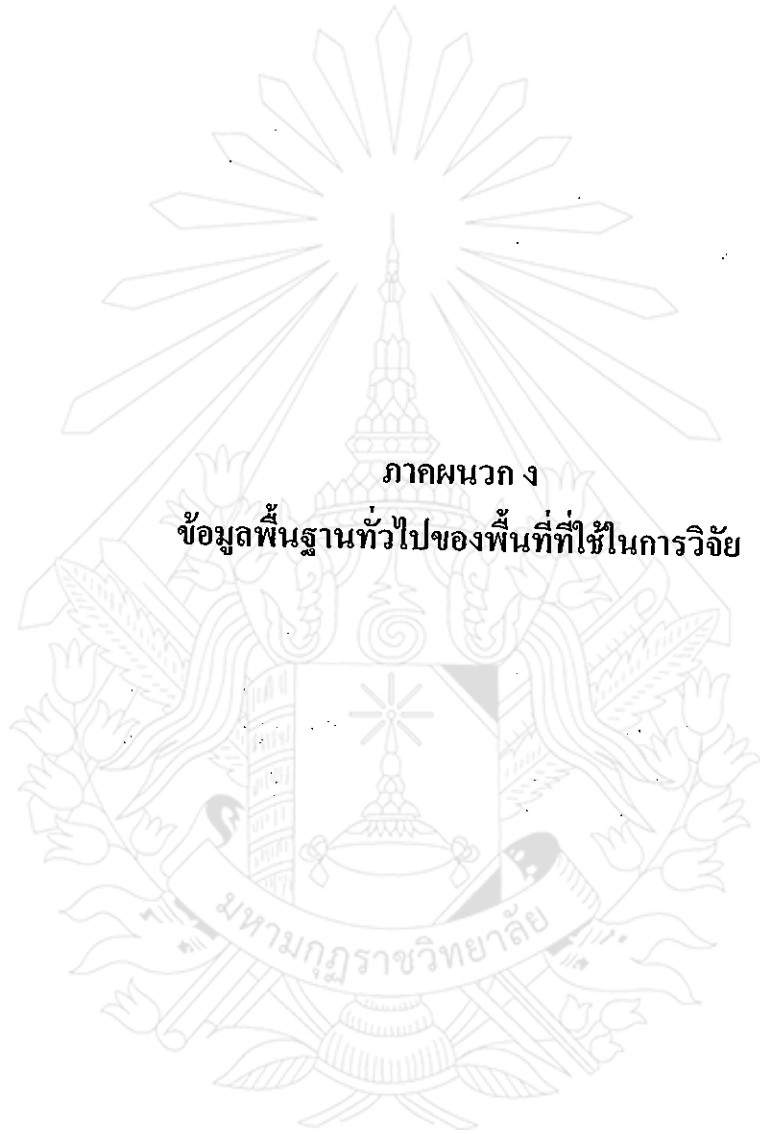 ภาคผนวก ง
ข้อมูลพื้นฐานทั่วไปของพื้นที่ที่ใช้ในการวิจัย
มหามกุฏราชวิทยาลัย